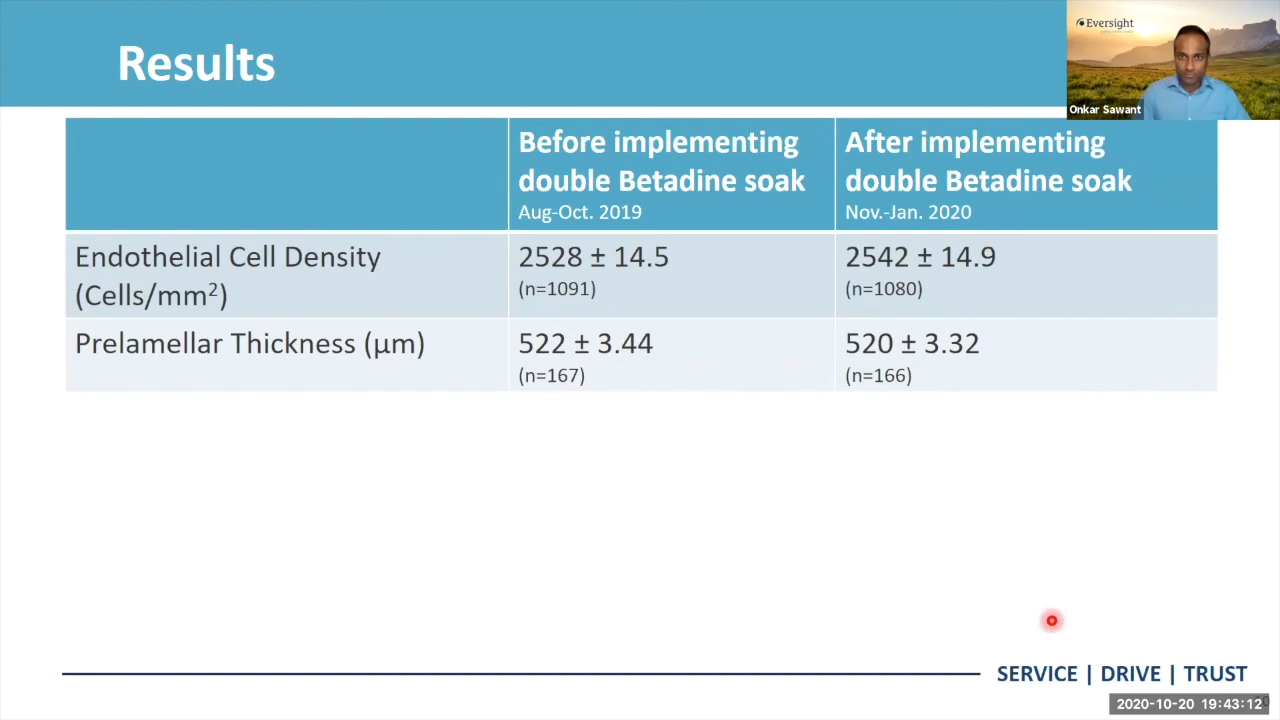 Results
Eversight
Onkar Sawant
Before implementing
double Betadine soak
Aug-Oct. 2019
After implementing
double Betadine soak
Nov.-Jan. 2020
Endothelial Cell Density
(Cells/mm²)
2528 ± 14.5
(n=1091)
2542 ± 14.9
(n=1080)
Prelamellar Thickness (µm)
522 ± 3.44
(n=167)
520 ± 3.32
(n=166)
SERVICE | DRIVE | TRUST
2020-10-20 19:43:12